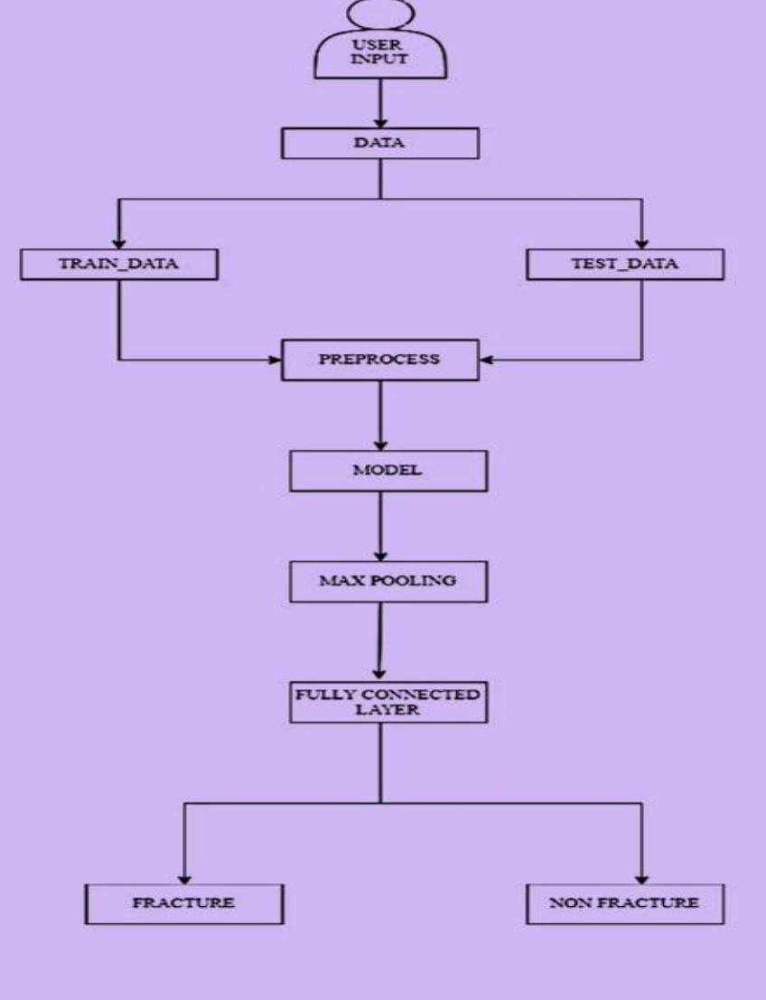 USER
INPUT
DATA
TRAIN_DATA
TEST_DATA
PREPROCESS
MODEL
MAX POOLING
FULLY CONNECTED
LAYER
FRACTURE
NON FRACTURE